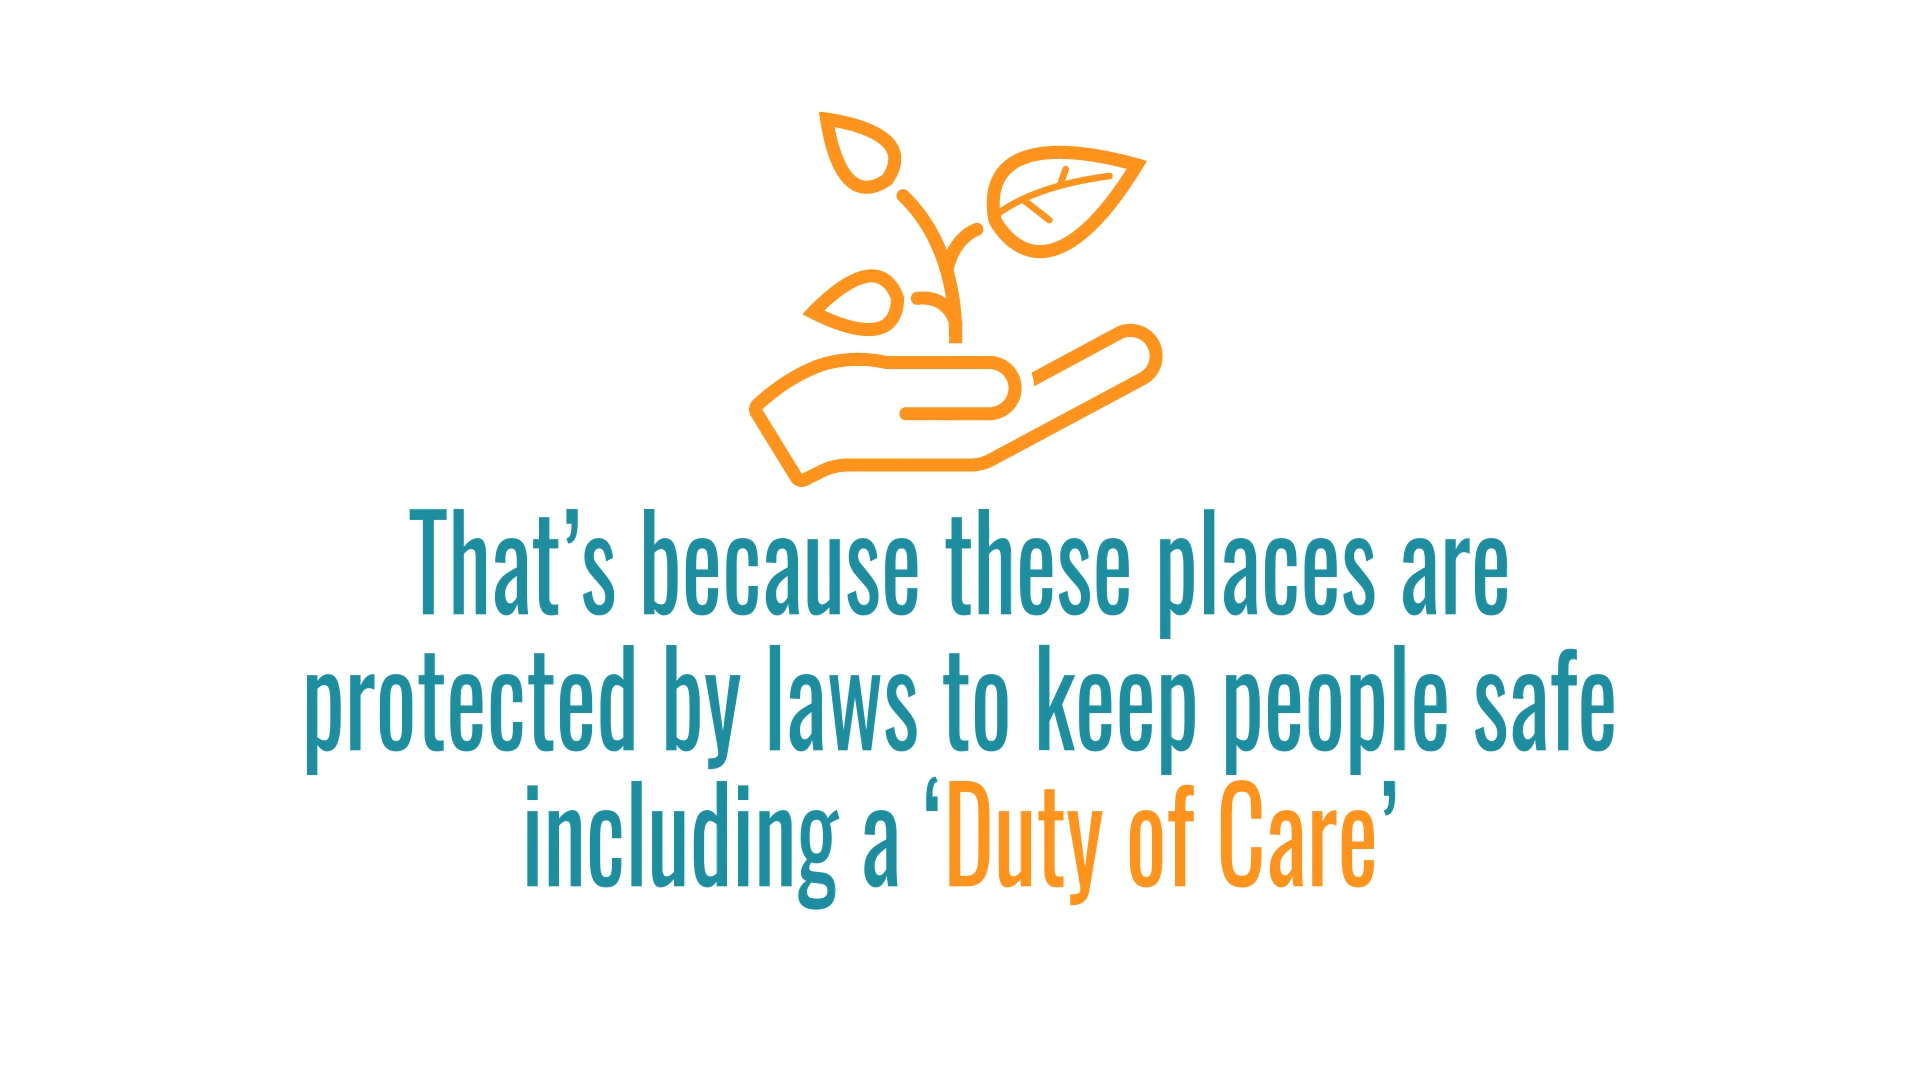 That’s because these places are
protected by laws to keep people safe
including a ‘Duty of Care’